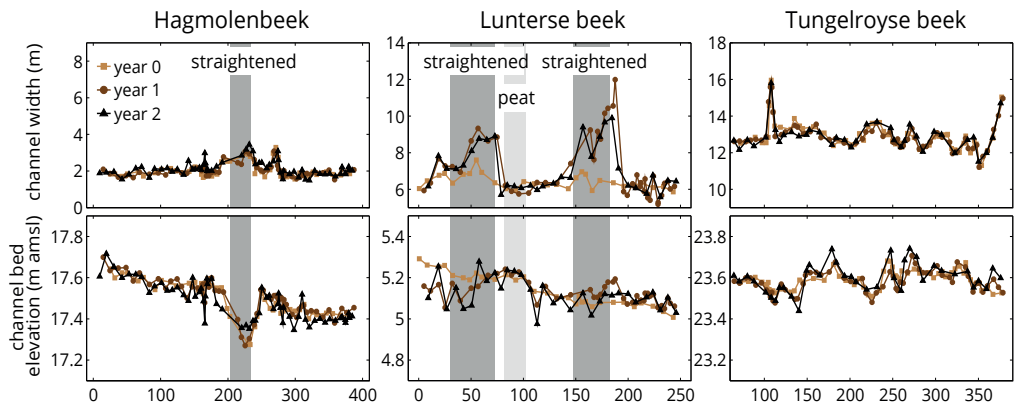 Hagmolenbeek Lunterse beek Tungelroyse beek
channel width (m)
8
6
4
2
0
year 0
year 1
year 2
straightened
14
12
10
8
6
straightened straightened
peat
18
16
14
12
10
channel bed
elevation (m amsl)
17.8
17.6
17.4
17.2
5.4
5.2
5
4.8
23.8
23.6
23.4
23.2
0 100 200 300 400
0 50 100 150 200 250
100 150 200 250 300 350